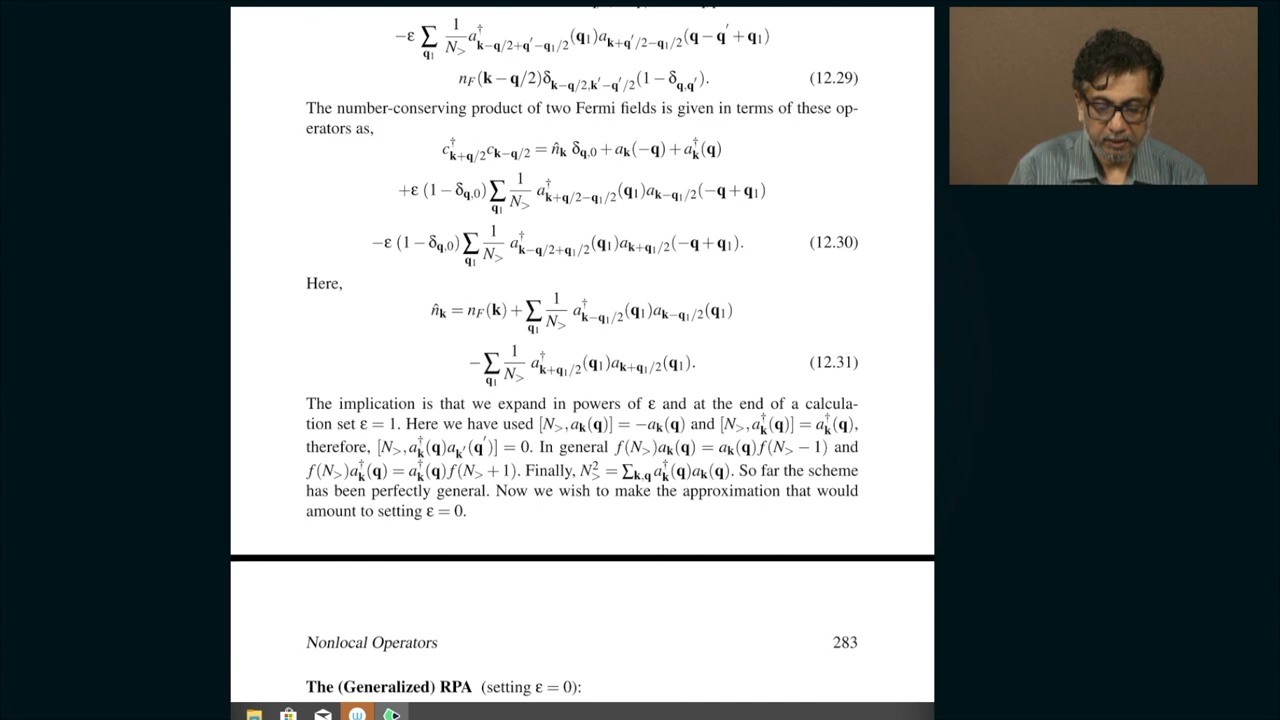 −ε ∑_{q₁} 1/N_> a†_{k−q/2+q′−q₁/2}(q₁)a_{k+q′/2−q₁/2}(q−q′+q₁)
n_F(k−q/2)δ_{k−q/2,k′−q′/2}(1−δ_{q,q′}). (12.29)
The number-conserving product of two Fermi fields is given in terms of these op-
erators as,
c†_{k+q/2}c_{k−q/2} = n̂_k δ_{q,0} + a_k(−q) + a†_k(q)
+ε (1−δ_{q,0}) ∑_{q₁} 1/N_> a†_{k+q/2−q₁/2}(q₁)a_{k−q₁/2}(−q+q₁)
−ε (1−δ_{q,0}) ∑_{q₁} 1/N_> a†_{k−q/2+q₁/2}(q₁)a_{k+q₁/2}(−q+q₁). (12.30)
Here,
n̂_k = n_F(k) + ∑_{q₁} 1/N_> a†_{k−q₁/2}(q₁)a_{k−q₁/2}(q₁)
− ∑_{q₁} 1/N_> a†_{k+q₁/2}(q₁)a_{k+q₁/2}(q₁). (12.31)
The implication is that we expand in powers of ε and at the end of a calcula-
tion set ε = 1. Here we have used [N_>,a_k(q)] = −a_k(q) and [N_>,a†_k(q)] = a†_k(q),
therefore, [N_>,a†_k(q)a_{k′}(q′)] = 0. In general f(N_>)a_k(q) = a_k(q)f(N_> − 1) and
f(N_>)a†_k(q) = a†_k(q)f(N_> + 1). Finally, N²_> = ∑_{k,q}a†_k(q)a_k(q). So far the scheme
has been perfectly general. Now we wish to make the approximation that would
amount to setting ε = 0.
Nonlocal Operators 283
The (Generalized) RPA (setting ε = 0):